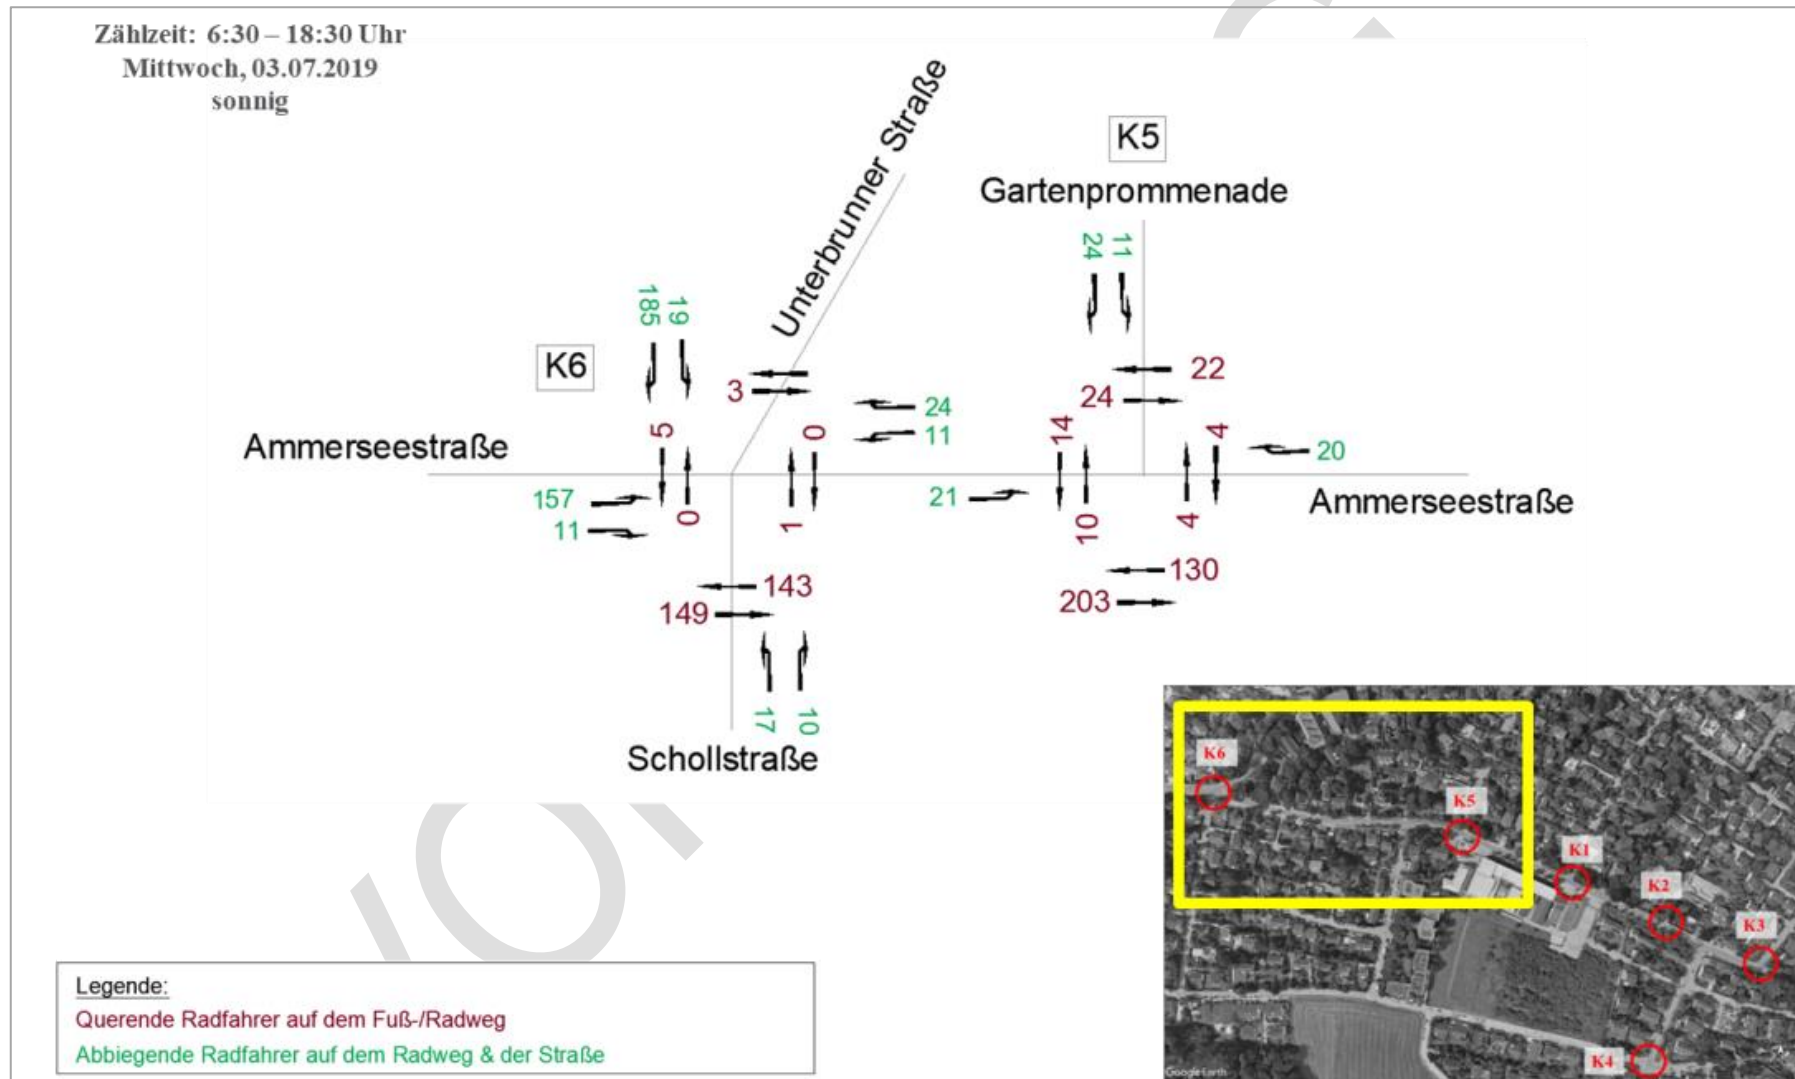 Zählzeit: 6:30 – 18:30 Uhr
Mittwoch, 03.07.2019
sonnig
Unterbrunner Straße
K5
Gartenprommenade
24
11
185
19
K6
3
22
24
24
11
5
0
14
4
20
Ammerseestraße
157
11
0
1
21
10
4
Ammerseestraße
143
149
130
203
17
10
Schollstraße
K6
K5
K1
K2
K3
K4
Google Earth
Legende:
Querende Radfahrer auf dem Fuß-/Radweg
Abbiegende Radfahrer auf dem Radweg & der Straße